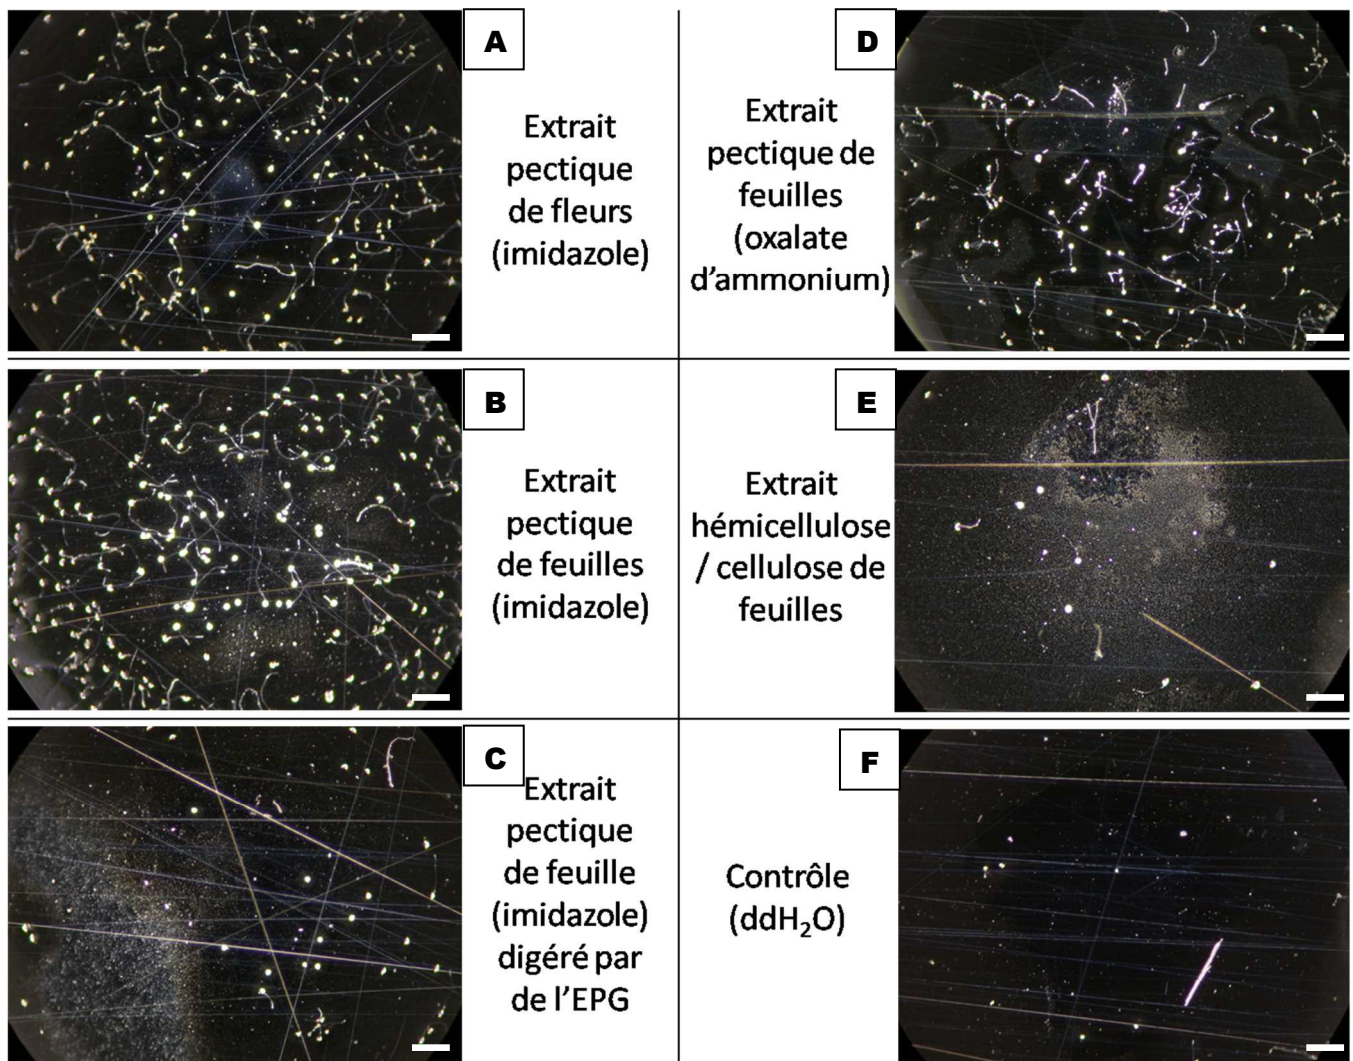 A
Extrait
pectique
de fleurs
(imidazole)
D
Extrait
pectique de
feuilles
(oxalate
d’ammonium)
B
Extrait
pectique
de feuilles
(imidazole)
E
Extrait
hémicellulose
/ cellulose de
feuilles
C
Extrait
pectique
de feuille
(imidazole)
digéré par
de l’EPG
F
Contrôle
(ddH₂O)